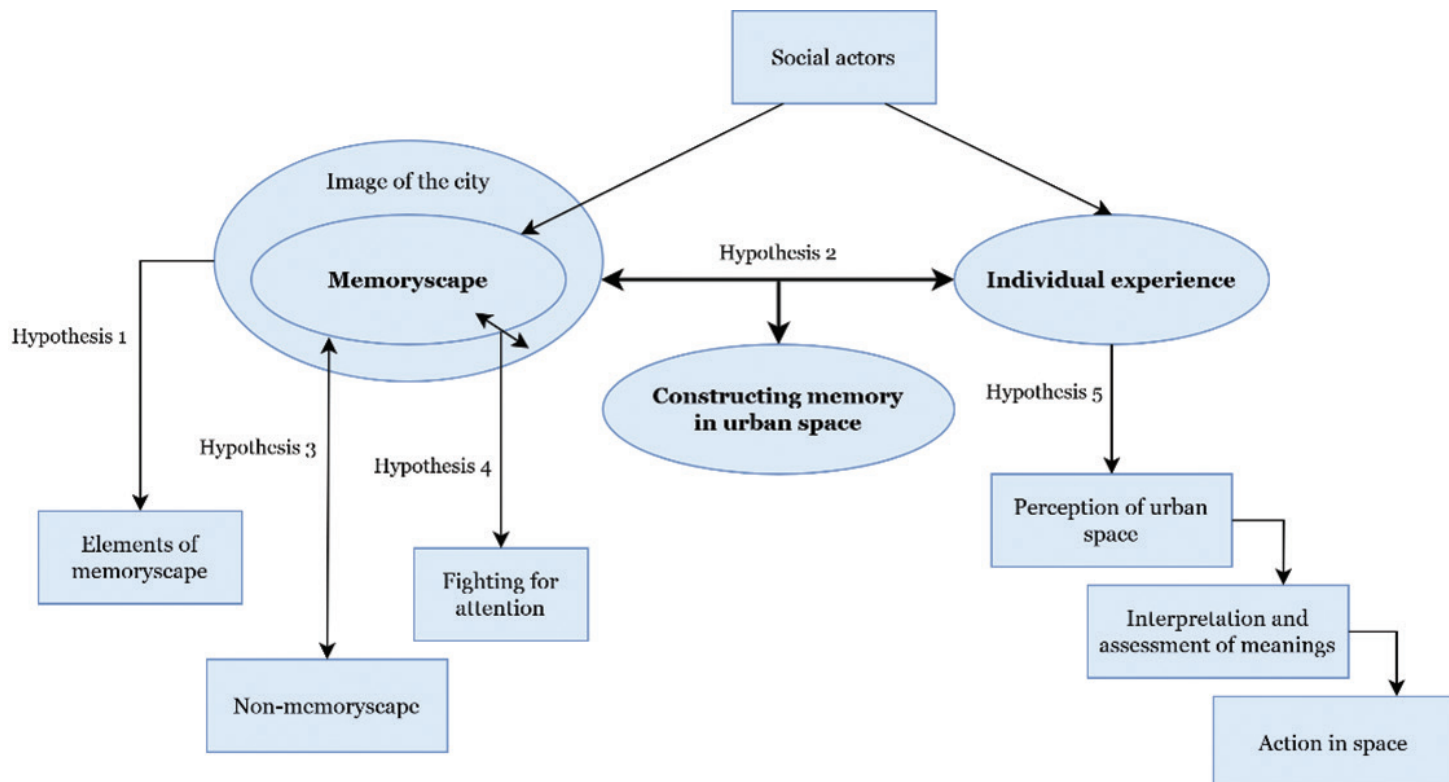 Social actors
Image of the city
Memoryscape
Hypothesis 2
Individual experience
Hypothesis 1
Constructing memory
in urban space
Hypothesis 5
Hypothesis 3
Hypothesis 4
Perception of urban
space
Elements of
memoryscape
Fighting for
attention
Interpretation and
assessment of meanings
Non-memoryscape
Action in space